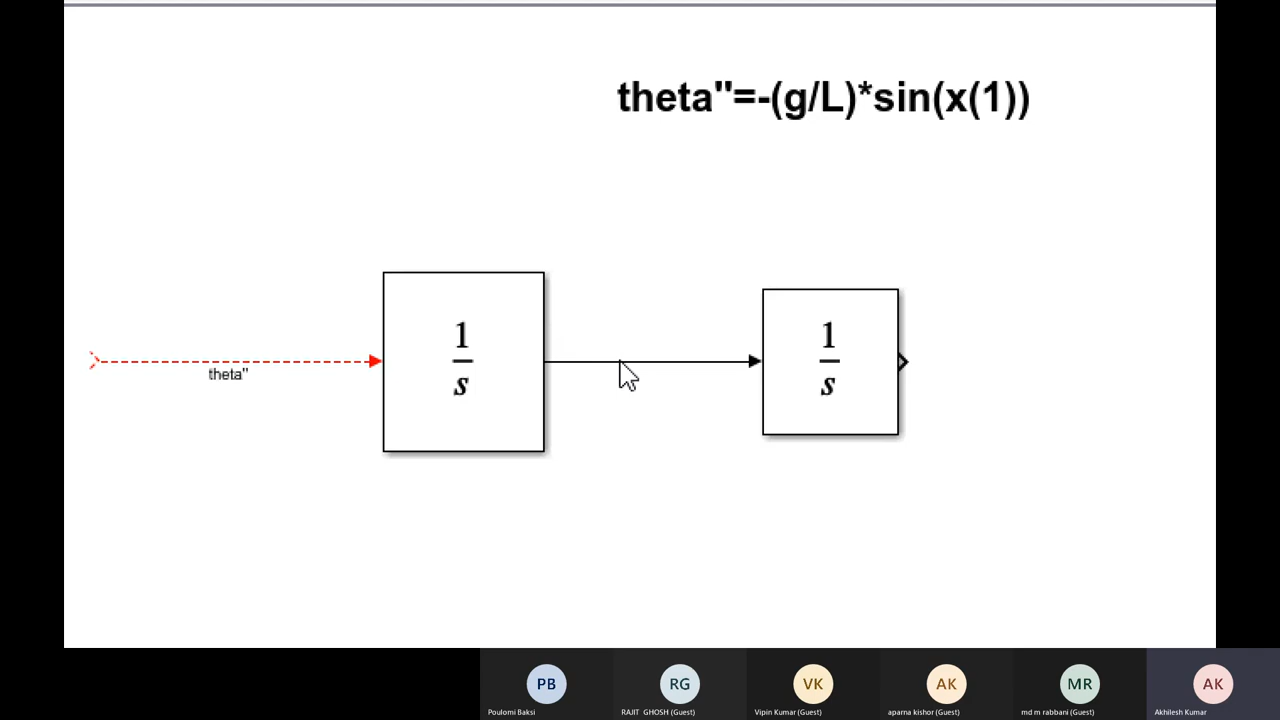 theta"=-(g/L)*sin(x(1))
1
s
1
s
theta"
PB
RG
VK
AK
MR
AK
Poulomi Baksi
RAJIT GHOSH (Guest)
Vipin Kumar (Guest)
aparna kishor (Guest)
md m rabbani (Guest)
Akhilesh Kumar